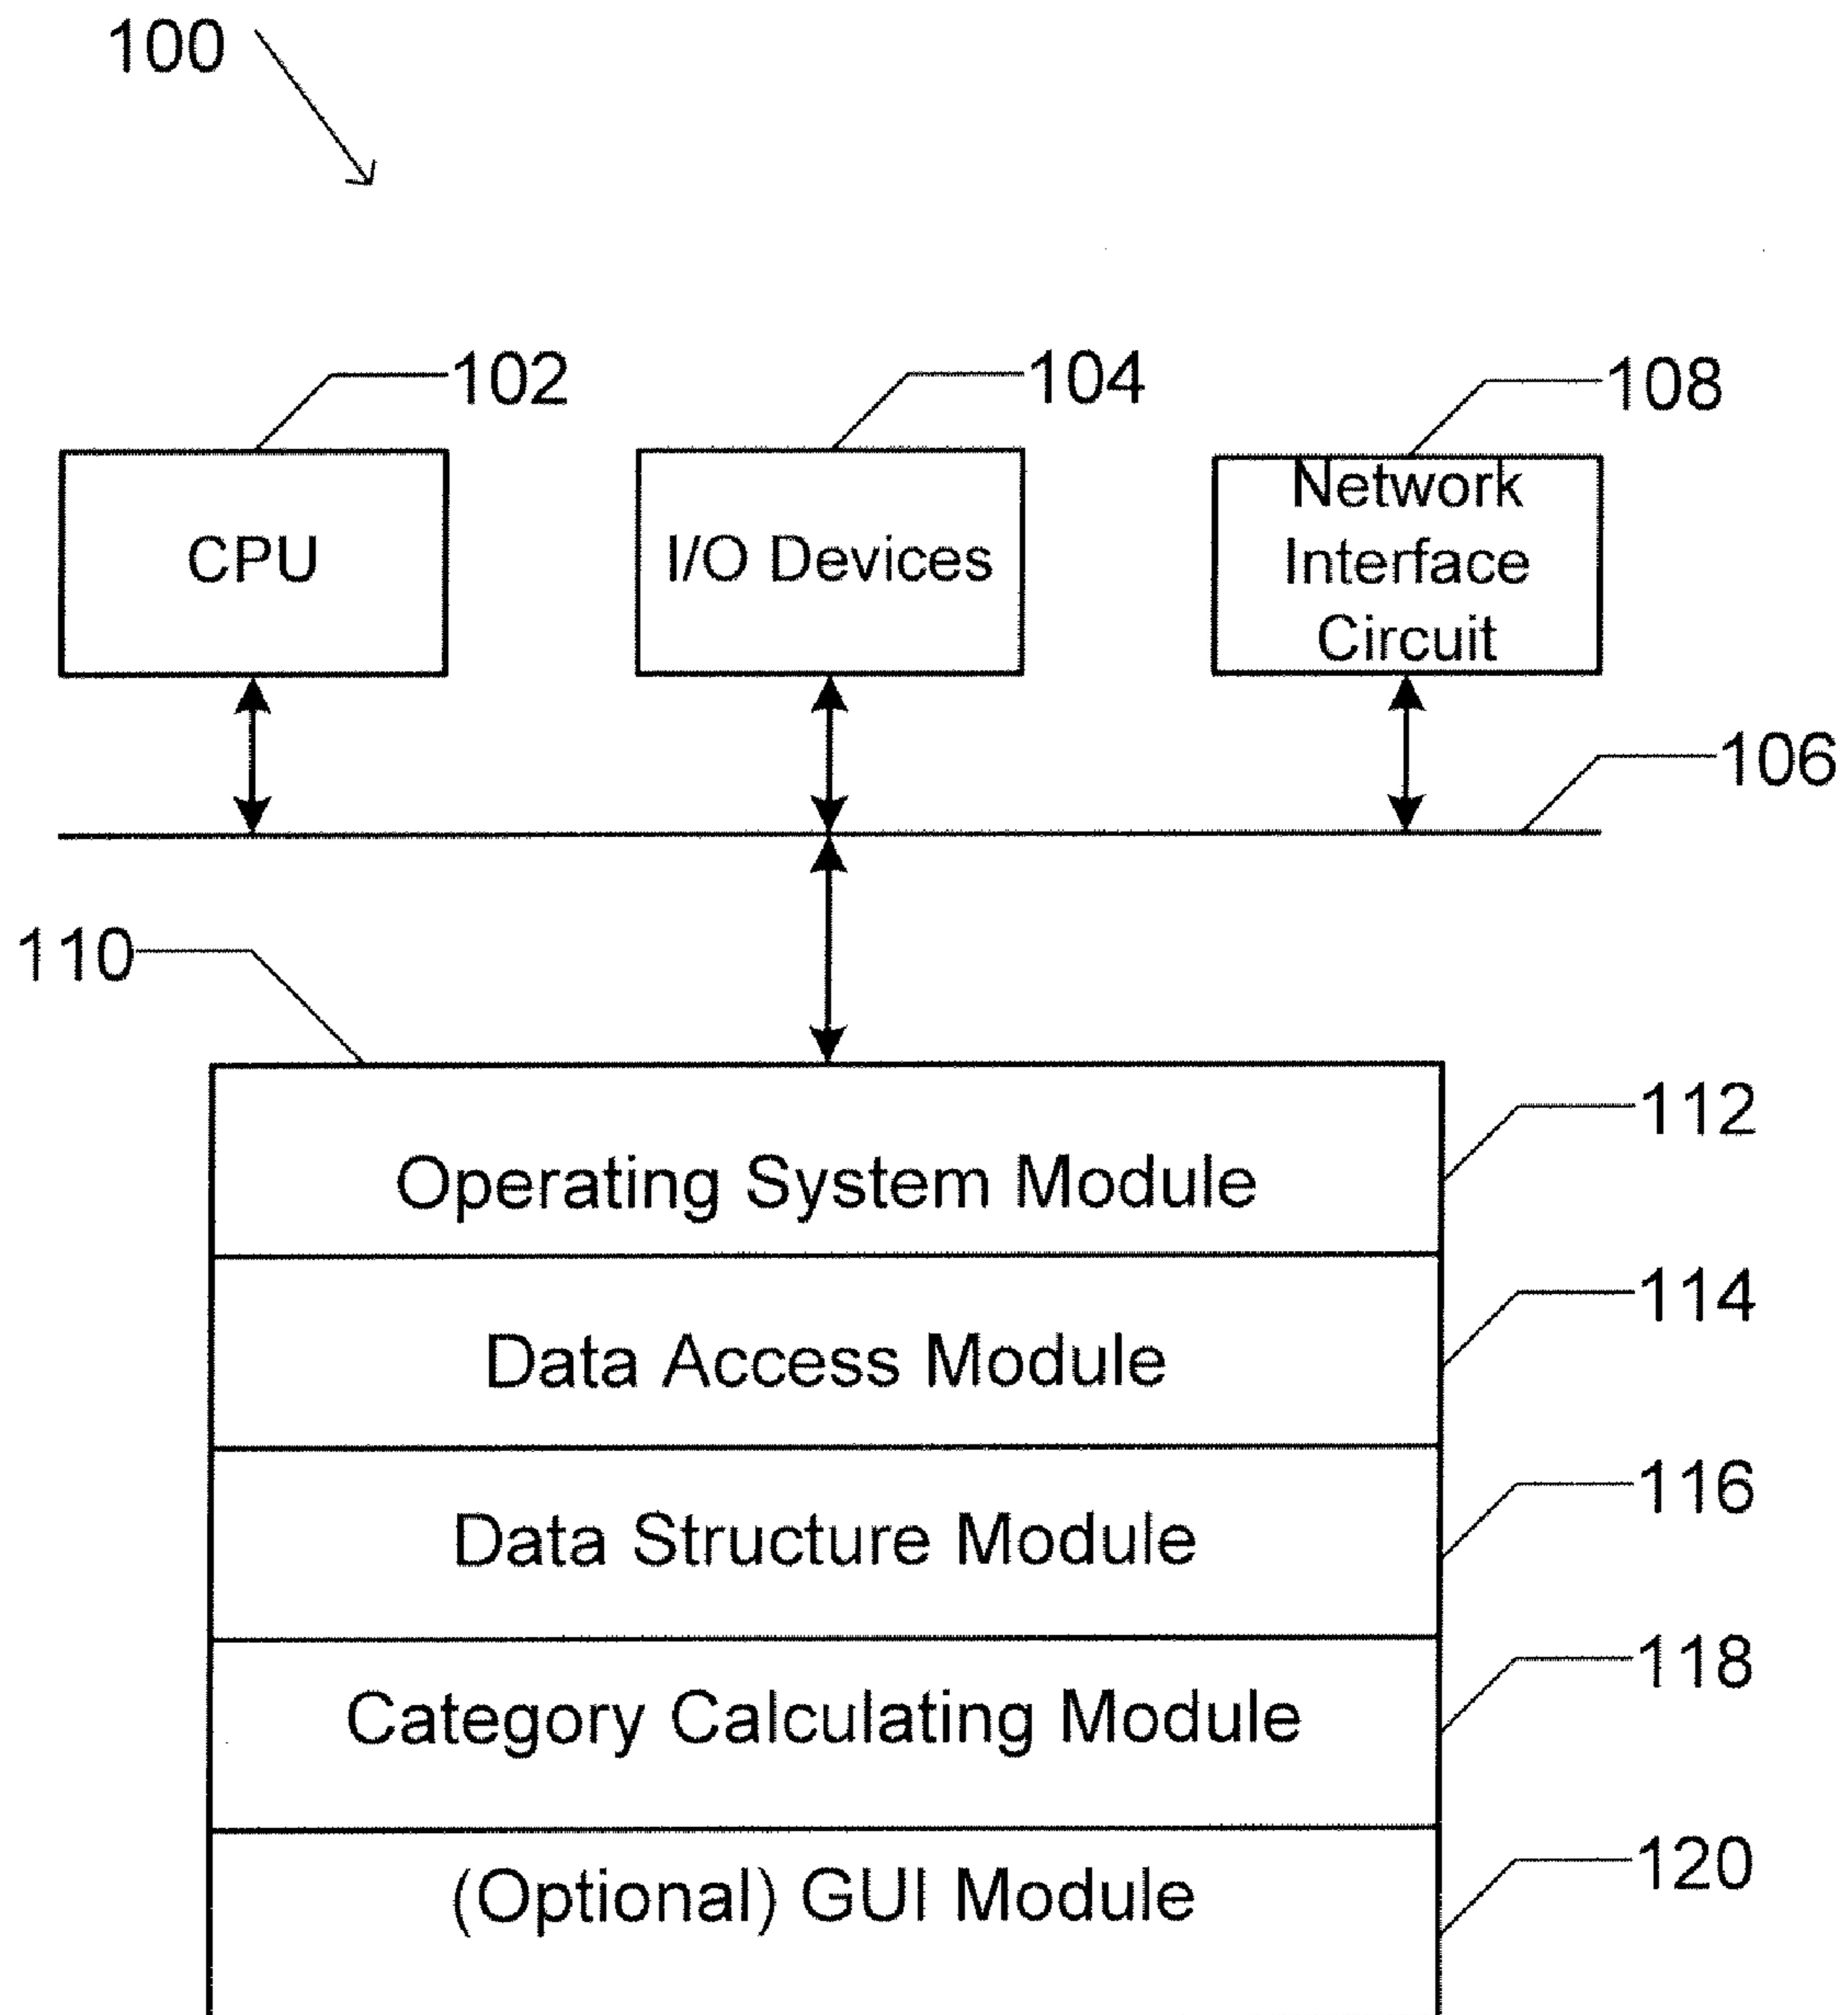 100
102
104
108
CPU
I/O Devices
Network
Interface
Circuit
106
110
112
Operating System Module
114
Data Access Module
116
Data Structure Module
118
Category Calculating Module
120
(Optional) GUI Module